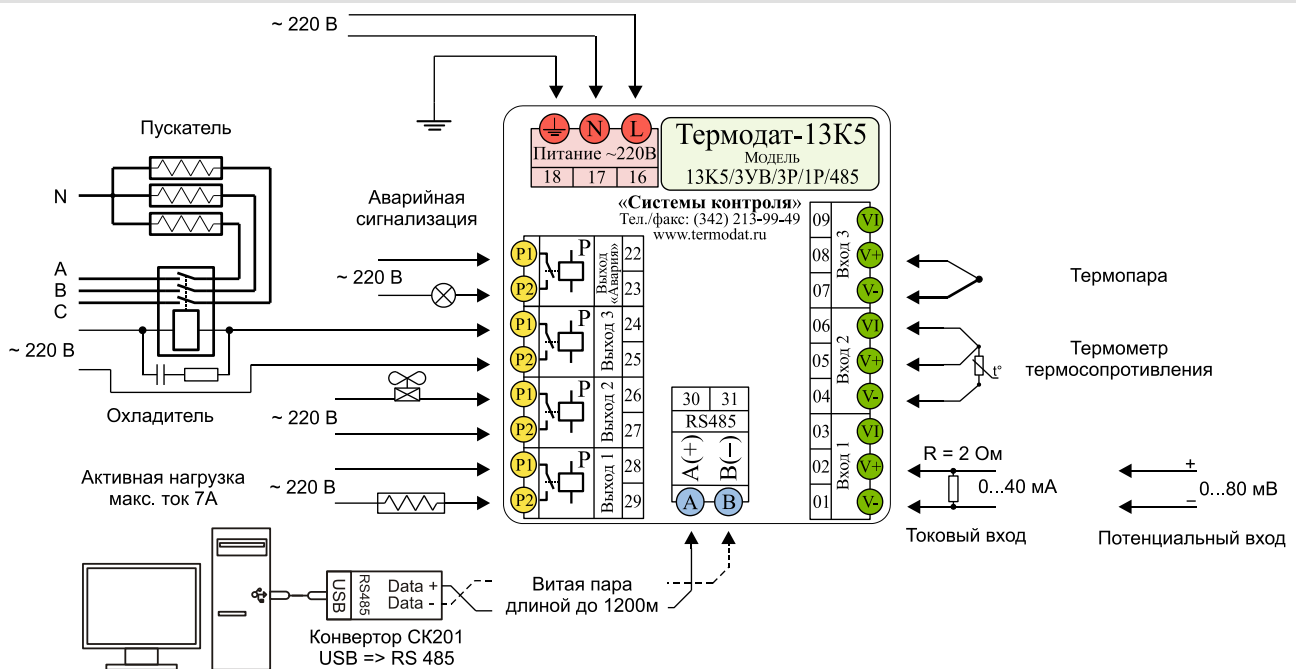 ~ 220 В
Пускатель
N
A
B
C
~ 220 В
Охладитель
Активная нагрузка
макс. ток 7А
Аварийная
сигнализация
~ 220 В
~ 220 В
~ 220 В
N L
Питание ~220В
18 17 16
Термодат-13К5
Модель
13К5/3УВ/3Р/1Р/485
«Системы контроля»
Тел./факс: (342) 213-99-49
www.termodat.ru
P1 P 22
P2 23
Выход
«Авария»
P1 P 24
P2 25
Выход 3
P1 P 26
P2 27
Выход 2
P1 P 28
P2 29
Выход 1
30 31
RS485
A(+) B(−)
A B
09 VI
08 V+
07 V-
Вход 3
06 VI
05 V+
04 V-
Вход 2
03 VI
02 V+
01 V-
Вход 1
Термопара
Термометр
термосопротивления
t°
R = 2 Ом
0...40 мА
Токовый вход
+
0...80 мВ
−
Потенциальный вход
USB
RS485
Data +
Data -
Конвертор СК201
USB => RS 485
Витая пара
длиной до 1200м